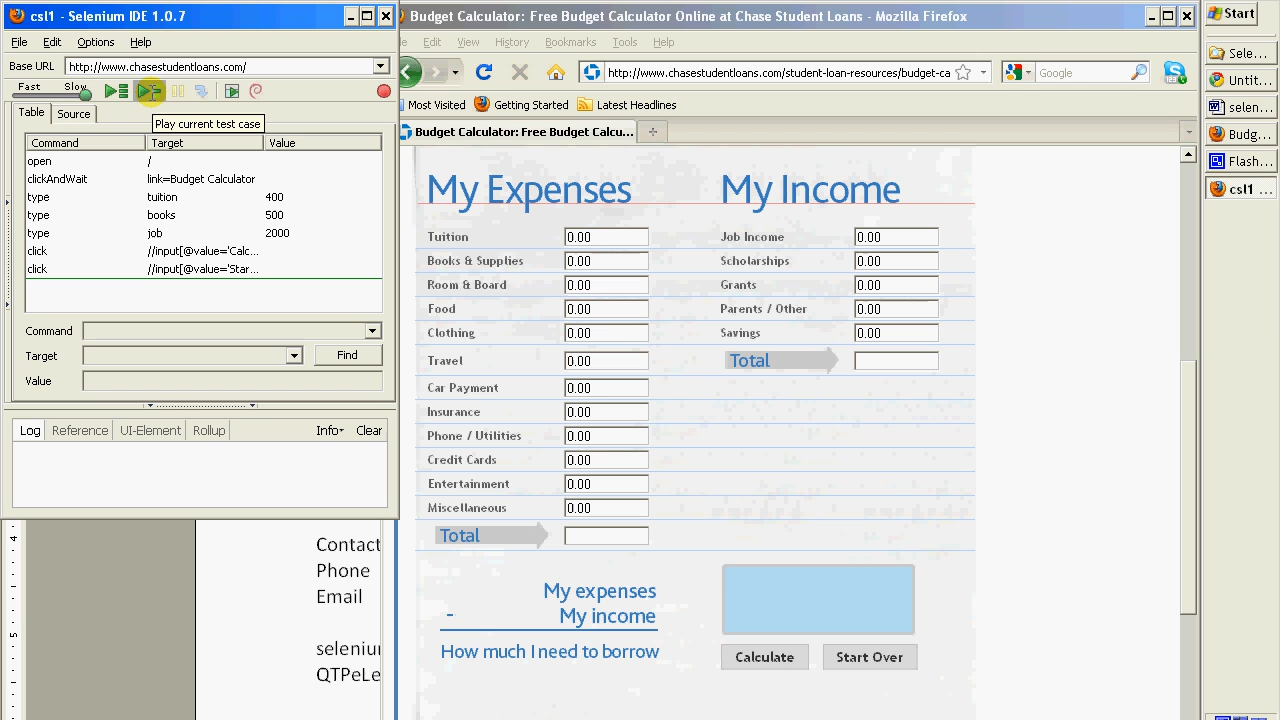 csl1 - Selenium IDE 1.0.7
File Edit Options Help
Base URL http://www.chasestudentloans.com/
Fast Slow
Play current test case
Table Source
Command Target Value
open /
clickAndWait link=Budget Calculator
type tuition 400
type books 500
type job 2000
click //input[@value='Calc...
click //input[@value='Star...
Command
Target Find
Value
Log Reference UI-Element Rollup Info Clear
4
5
Contact
Phone
Email
seleniu
QTPeLe
Budget Calculator: Free Budget Calculator Online at Chase Student Loans - Mozilla Firefox
le Edit View History Bookmarks Tools Help
http://www.chasestudentloans.com/student-loan-resources/budget-ca Google
Most Visited Getting Started Latest Headlines
Budget Calculator: Free Budget Calcu...
My Expenses My Income
Tuition 0.00 Job Income 0.00
Books & Supplies 0.00 Scholarships 0.00
Room & Board 0.00 Grants 0.00
Food 0.00 Parents / Other 0.00
Clothing 0.00 Savings 0.00
Travel 0.00 Total
Car Payment 0.00
Insurance 0.00
Phone / Utilities 0.00
Credit Cards 0.00
Entertainment 0.00
Miscellaneous 0.00
Total
My expenses
- My income
How much I need to borrow
Calculate Start Over
Start
Sele...
Untit...
selen...
Budg...
Flash...
csl1 ...